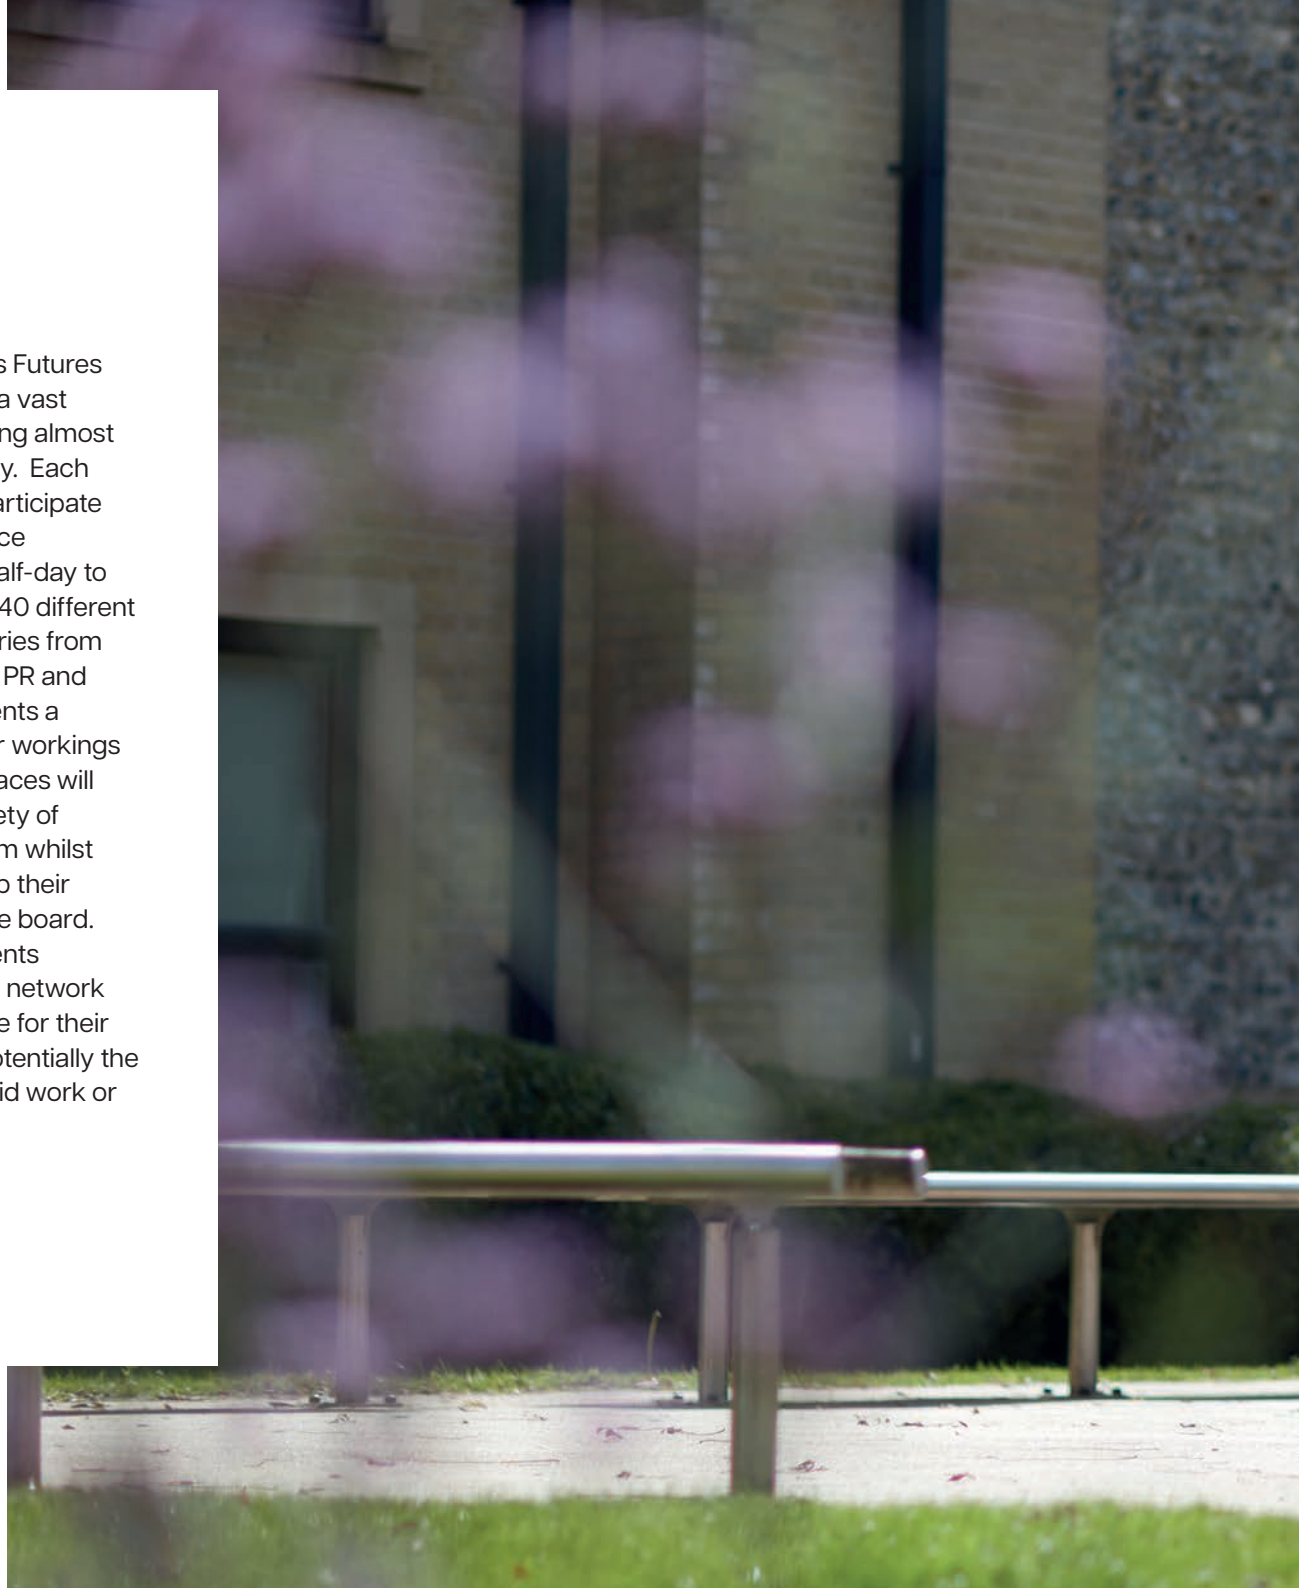 s Futures
a vast
ng almost
y.  Each
articipate
ce
alf-day to
40 different
ries from
PR and
ents a
r workings
aces will
ety of
m whilst
o their
e board.
ents
network
e for their
otentially the
id work or